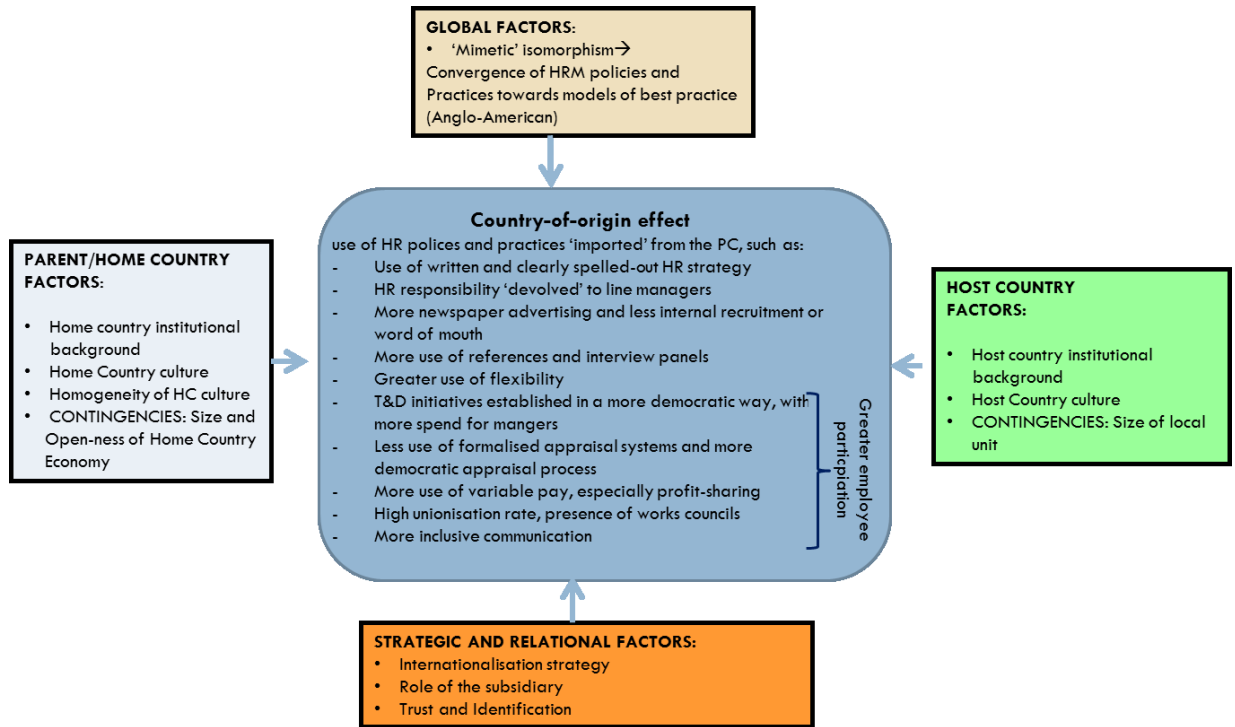 GLOBAL FACTORS:
• ‘Mimetic’ isomorphism→
Convergence of HRM policies and
Practices towards models of best practice
(Anglo-American)
PARENT/HOME COUNTRY
FACTORS:
• Home country institutional
background
• Home Country culture
• Homogeneity of HC culture
• CONTINGENCIES: Size and
Open-ness of Home Country
Economy
Country-of-origin effect
use of HR polices and practices ‘imported’ from the PC, such as:
- Use of written and clearly spelled-out HR strategy
- HR responsibility ‘devolved’ to line managers
- More newspaper advertising and less internal recruitment or
word of mouth
- More use of references and interview panels
- Greater use of flexibility
- T&D initiatives established in a more democratic way, with
more spend for mangers
- Less use of formalised appraisal systems and more
democratic appraisal process
- More use of variable pay, especially profit-sharing
- High unionisation rate, presence of works councils
- More inclusive communication
Greater employee
particpiation
HOST COUNTRY
FACTORS:
• Host country institutional
background
• Host Country culture
• CONTINGENCIES: Size of local
unit
STRATEGIC AND RELATIONAL FACTORS:
• Internationalisation strategy
• Role of the subsidiary
• Trust and Identification